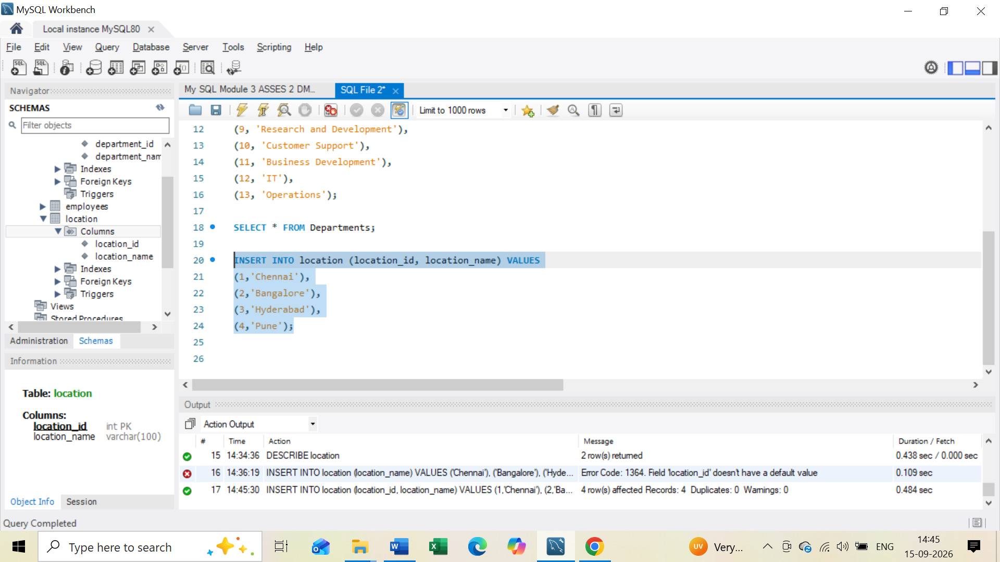 MySQL Workbench
Local instance MySQL80
File Edit View Query Database Server Tools Scripting Help
Navigator
SCHEMAS
Filter objects
department_id
department_nam
Indexes
Foreign Keys
Triggers
employees
location
Columns
location_id
location_name
Indexes
Foreign Keys
Triggers
Views
Stored Procedures
Administration Schemas
Information
Table: location
Columns:
location_id int PK
location_name varchar(100)
Object Info Session
My SQL Module 3 ASSES 2 DM... SQL File 2*
Limit to 1000 rows
12 (9, 'Research and Development'),
13 (10, 'Customer Support'),
14 (11, 'Business Development'),
15 (12, 'IT'),
16 (13, 'Operations');
17
18 SELECT * FROM Departments;
19
20 INSERT INTO location (location_id, location_name) VALUES
21 (1,'Chennai'),
22 (2,'Bangalore'),
23 (3,'Hyderabad'),
24 (4,'Pune');
25
26
Output
Action Output
# Time Action Message Duration / Fetch
15 14:34:36 DESCRIBE location 2 row(s) returned 0.438 sec / 0.000 sec
16 14:36:19 INSERT INTO location (location_name) VALUES ('Chennai'), ('Bangalore'), ('Hyde... Error Code: 1364. Field 'location_id' doesn't have a default value 0.109 sec
17 14:45:30 INSERT INTO location (location_id, location_name) VALUES (1,'Chennai'), (2,'Ba... 4 row(s) affected Records: 4 Duplicates: 0 Warnings: 0 0.484 sec
Query Completed
Type here to search
UV Very... ENG 14:45
15-09-2026